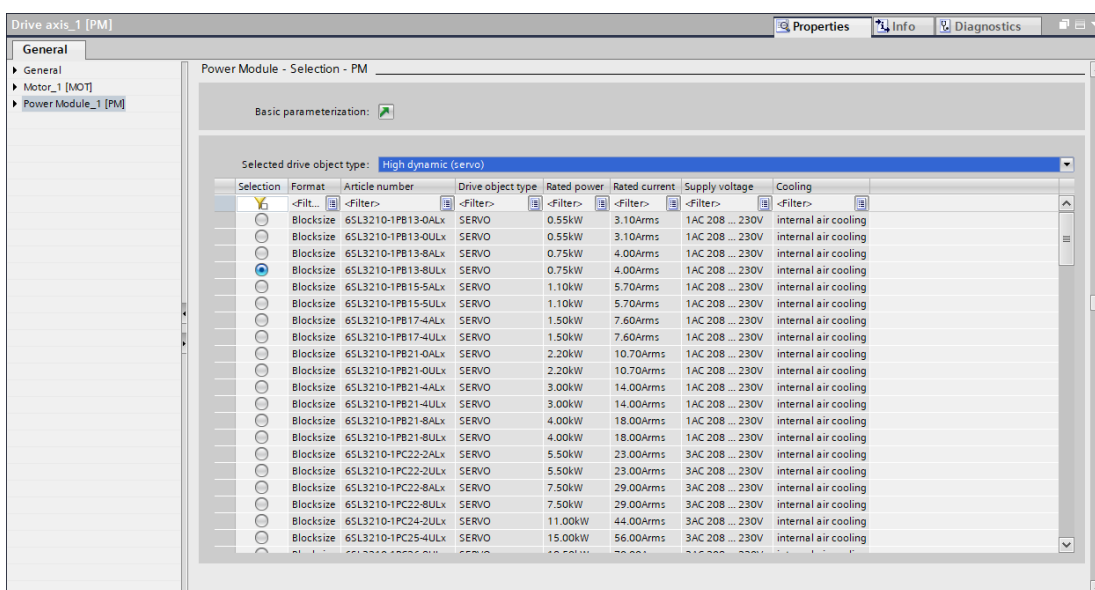 Drive axis_1 [PM]
Properties Info Diagnostics
General
General
Motor_1 [MOT]
Power Module_1 [PM]
Power Module - Selection - PM
Basic parameterization:
Selected drive object type: High dynamic (servo)
Selection Format Article number Drive object type Rated power Rated current Supply voltage Cooling
<Filt... <Filter> <Filter> <Filter> <Filter> <Filter> <Filter>
Blocksize 6SL3210-1PB13-0ALx SERVO 0.55kW 3.10Arms 1AC 208 ... 230V internal air cooling
Blocksize 6SL3210-1PB13-0ULx SERVO 0.55kW 3.10Arms 1AC 208 ... 230V internal air cooling
Blocksize 6SL3210-1PB13-8ALx SERVO 0.75kW 4.00Arms 1AC 208 ... 230V internal air cooling
Blocksize 6SL3210-1PB13-8ULx SERVO 0.75kW 4.00Arms 1AC 208 ... 230V internal air cooling
Blocksize 6SL3210-1PB15-5ALx SERVO 1.10kW 5.70Arms 1AC 208 ... 230V internal air cooling
Blocksize 6SL3210-1PB15-5ULx SERVO 1.10kW 5.70Arms 1AC 208 ... 230V internal air cooling
Blocksize 6SL3210-1PB17-4ALx SERVO 1.50kW 7.60Arms 1AC 208 ... 230V internal air cooling
Blocksize 6SL3210-1PB17-4ULx SERVO 1.50kW 7.60Arms 1AC 208 ... 230V internal air cooling
Blocksize 6SL3210-1PB21-0ALx SERVO 2.20kW 10.70Arms 1AC 208 ... 230V internal air cooling
Blocksize 6SL3210-1PB21-0ULx SERVO 2.20kW 10.70Arms 1AC 208 ... 230V internal air cooling
Blocksize 6SL3210-1PB21-4ALx SERVO 3.00kW 14.00Arms 1AC 208 ... 230V internal air cooling
Blocksize 6SL3210-1PB21-4ULx SERVO 3.00kW 14.00Arms 1AC 208 ... 230V internal air cooling
Blocksize 6SL3210-1PB21-8ALx SERVO 4.00kW 18.00Arms 1AC 208 ... 230V internal air cooling
Blocksize 6SL3210-1PB21-8ULx SERVO 4.00kW 18.00Arms 1AC 208 ... 230V internal air cooling
Blocksize 6SL3210-1PC22-2ALx SERVO 5.50kW 23.00Arms 3AC 208 ... 230V internal air cooling
Blocksize 6SL3210-1PC22-2ULx SERVO 5.50kW 23.00Arms 3AC 208 ... 230V internal air cooling
Blocksize 6SL3210-1PC22-8ALx SERVO 7.50kW 29.00Arms 3AC 208 ... 230V internal air cooling
Blocksize 6SL3210-1PC22-8ULx SERVO 7.50kW 29.00Arms 3AC 208 ... 230V internal air cooling
Blocksize 6SL3210-1PC24-2ULx SERVO 11.00kW 44.00Arms 3AC 208 ... 230V internal air cooling
Blocksize 6SL3210-1PC25-4ULx SERVO 15.00kW 56.00Arms 3AC 208 ... 230V internal air cooling